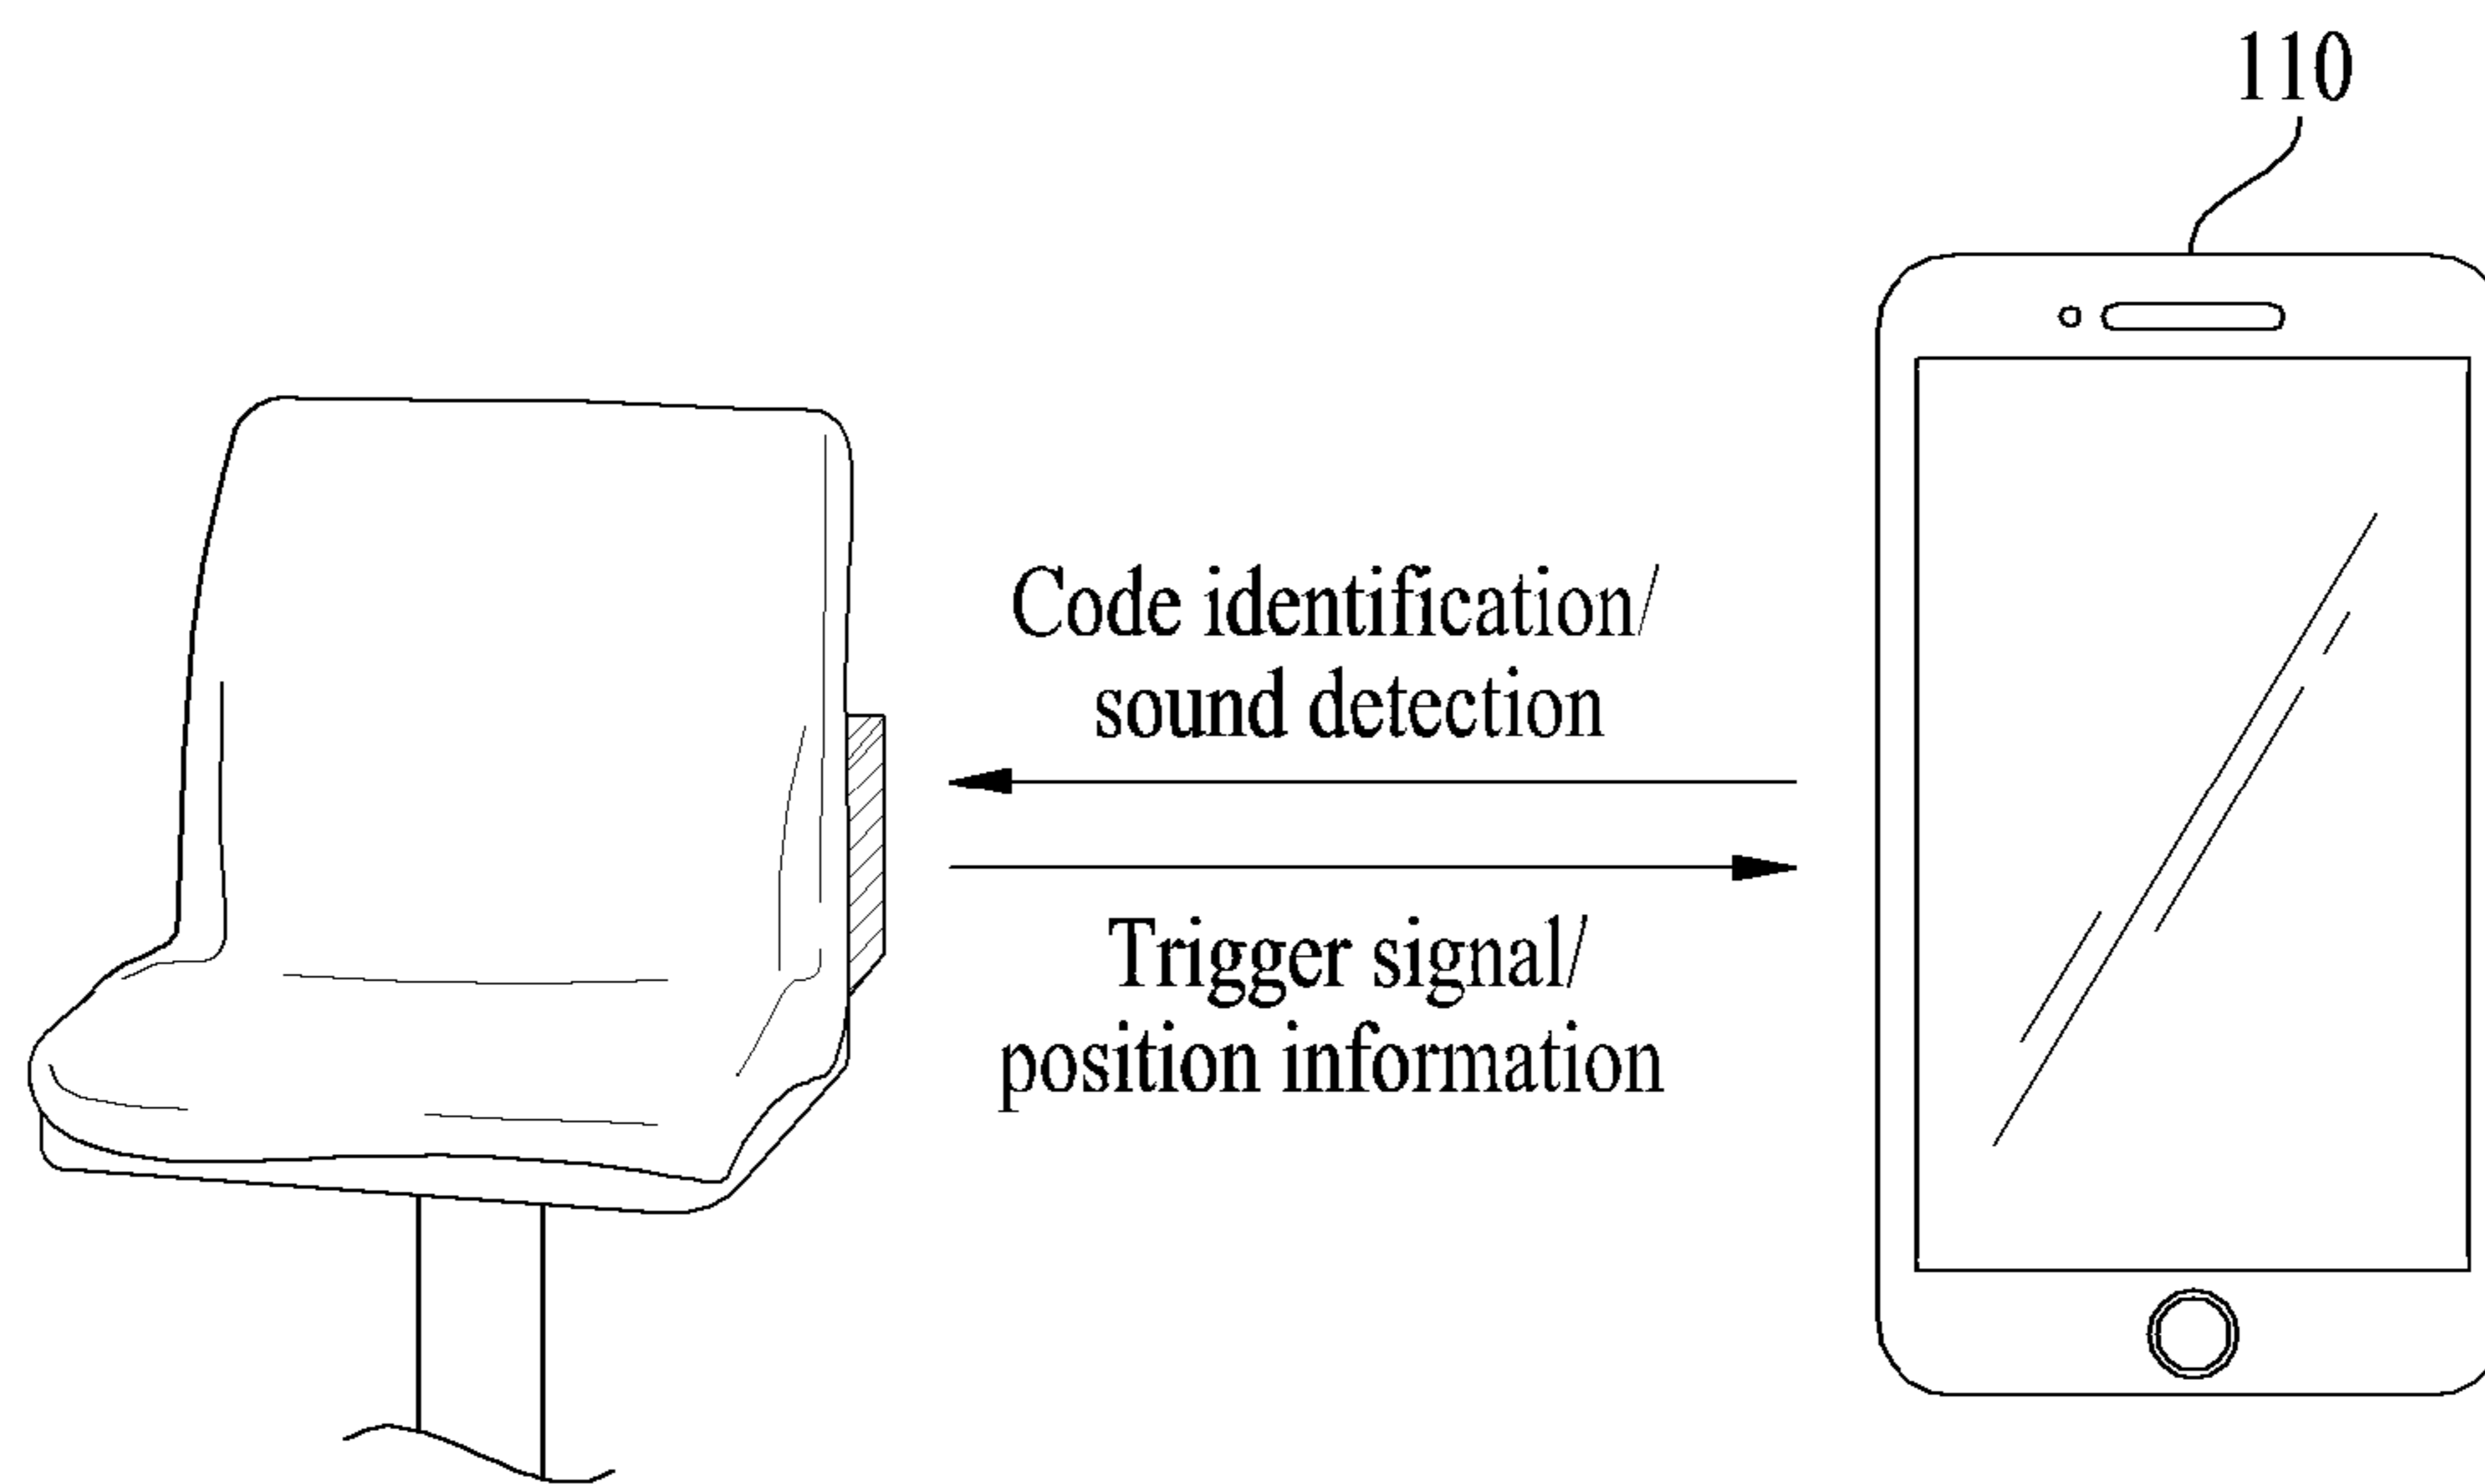 110
Code identification/
sound detection
Trigger signal/
position information